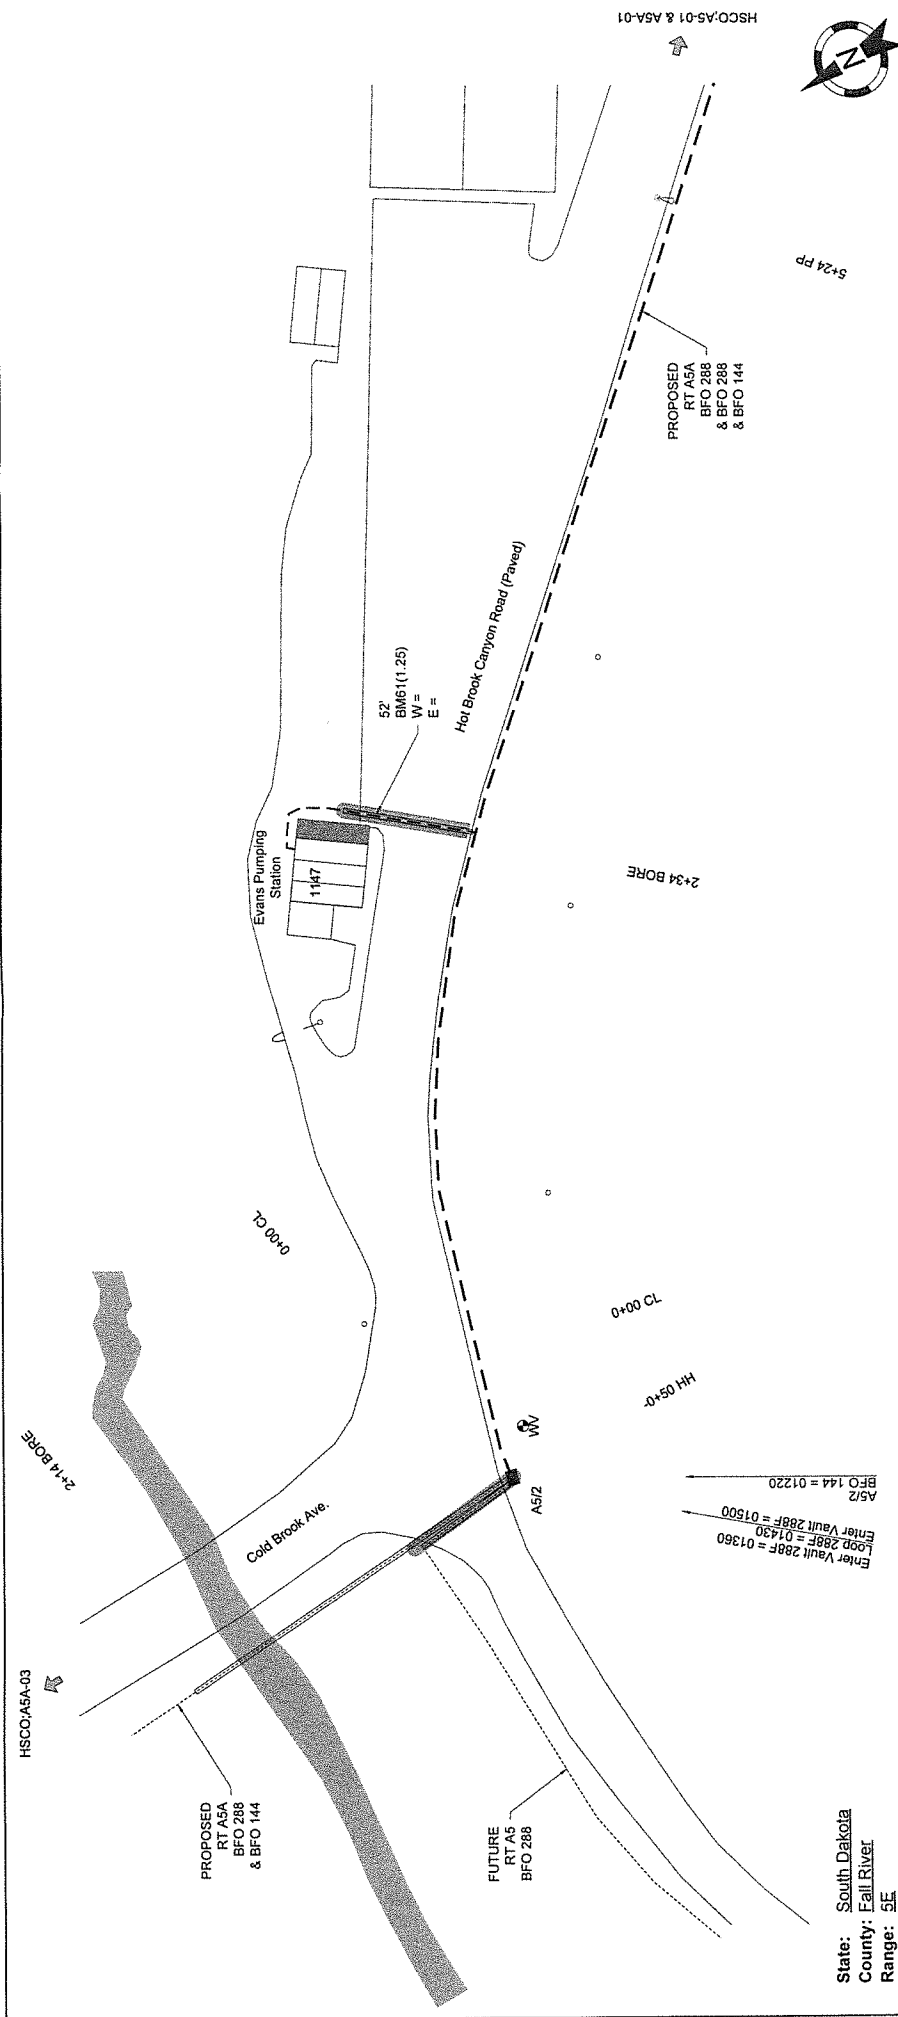 HSCO;A5A-03
2+14 BORE
PROPOSED
RT A5A
BFO 288
& BFO 144
Cold Brook Ave.
0+00 CL
Evans Pumping
Station
1147
52'
BM61(1.25)
W =
E =
Hot Brook Canyon Road (Paved)
PROPOSED
RT A5A
BFO 288
& BFO 288
& BFO 144
HSCO;A5-01 & A5A-01
N
5+24 PP
2+34 BORE
0+00 CL
-0+50 HH
WV
A5/2
FUTURE
RT A5
BFO 288
A5/2
BFO 144 = 01220
Enter Vault 288F = 01360
Loop 288F = 01430
Enter Vault 288F = 01500
State: South Dakota
County: Fall River
Range: 5E